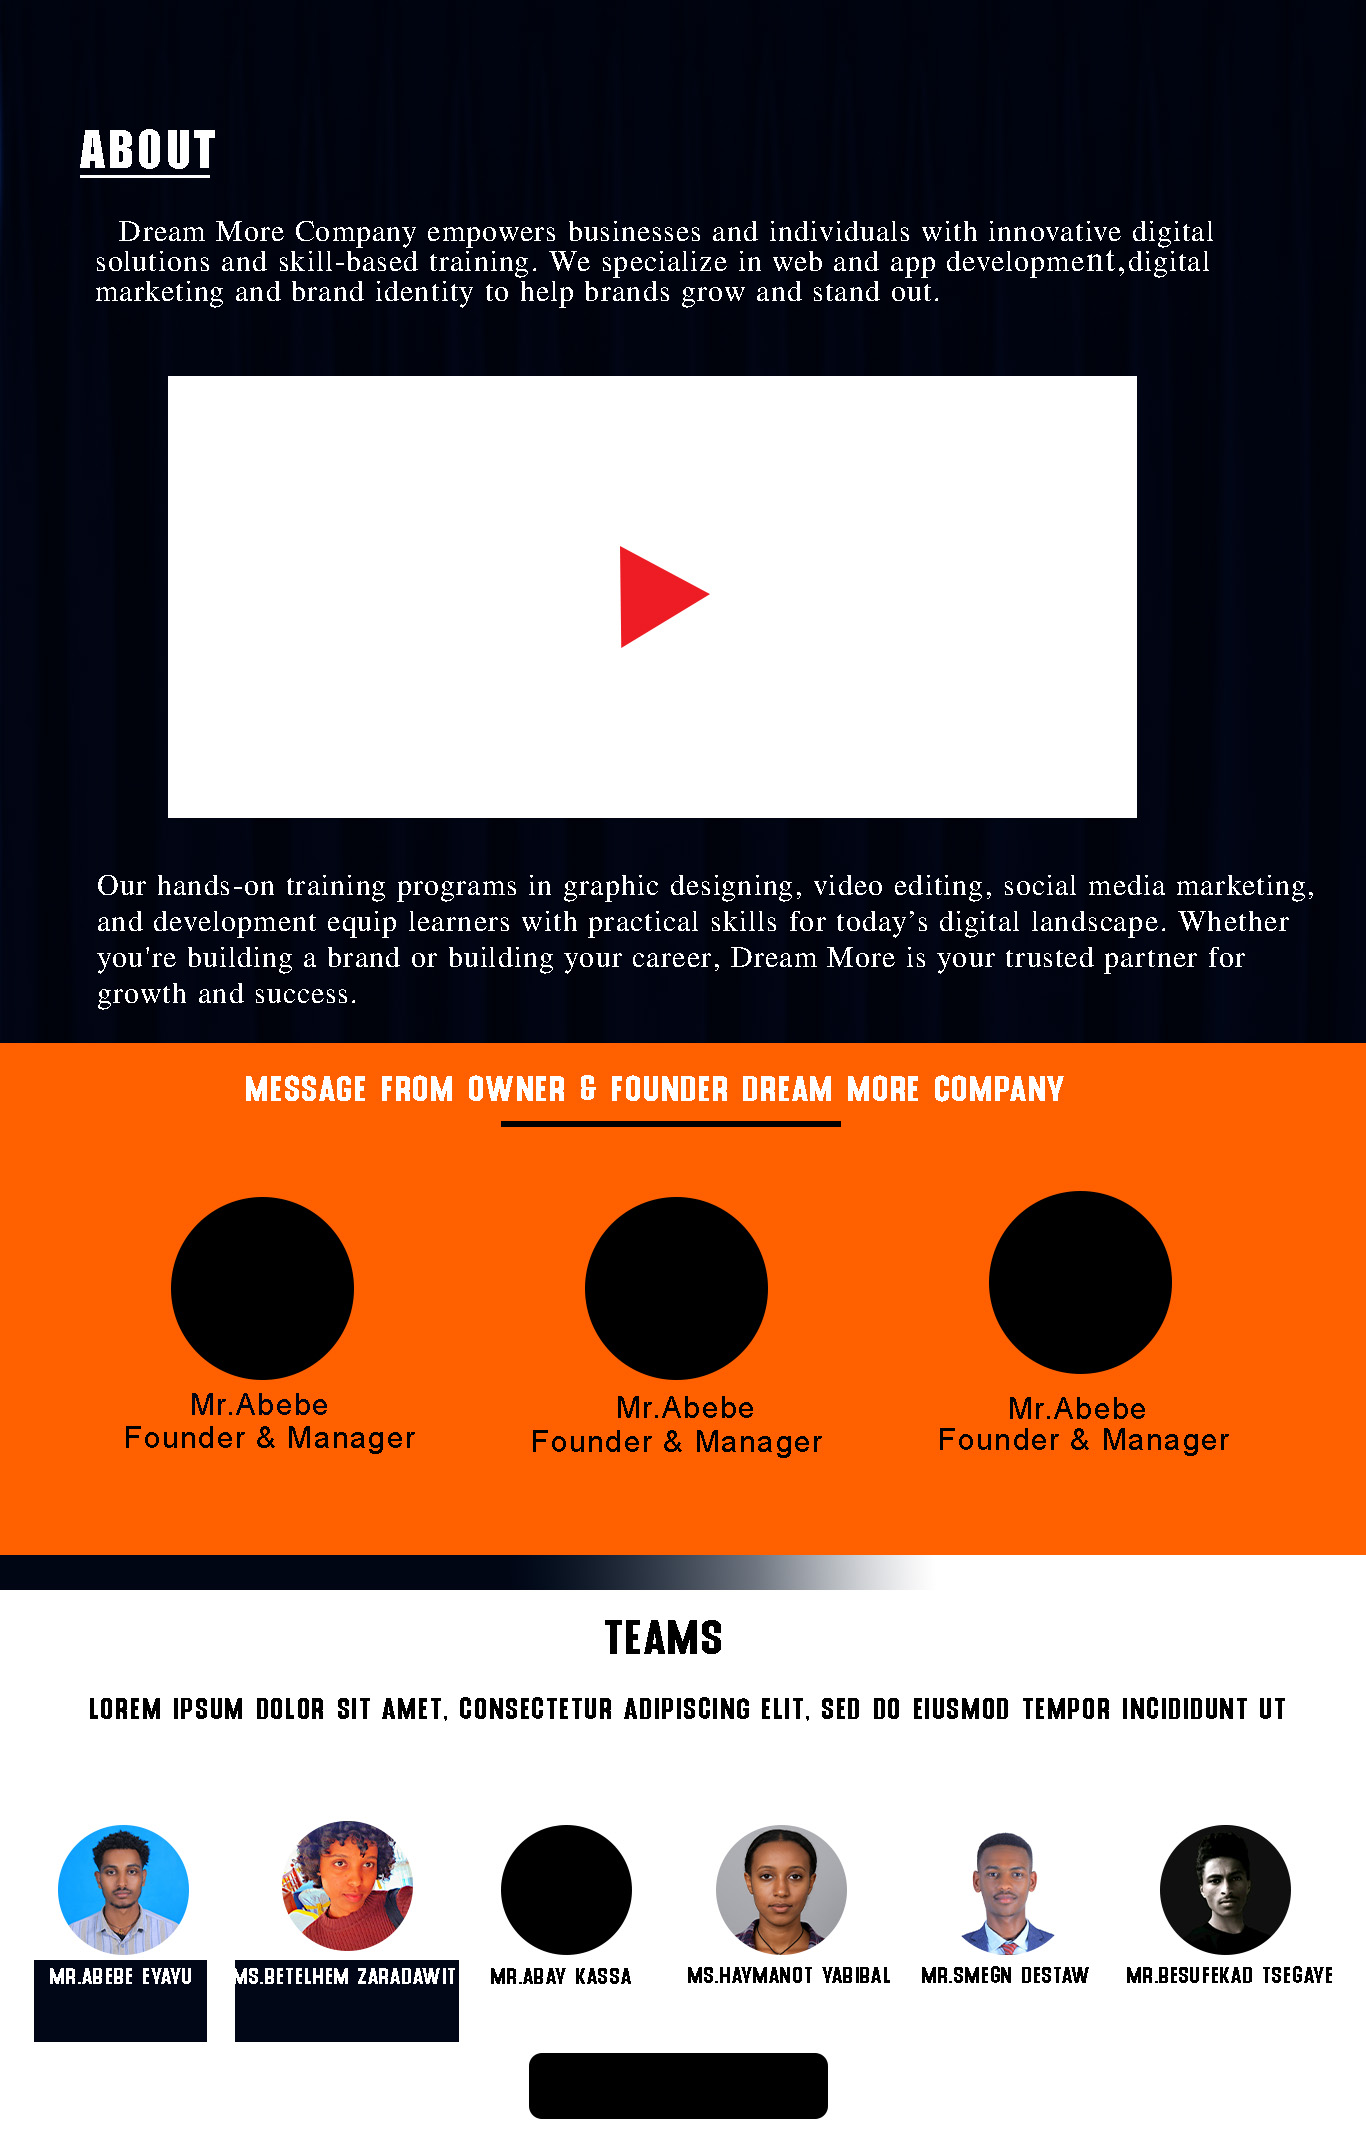 ABOUT
Dream More Company empowers businesses and individuals with innovative digital
solutions and skill-based training. We specialize in web and app development,digital
marketing and brand identity to help brands grow and stand out.
Our hands-on training programs in graphic designing, video editing, social media marketing,
and development equip learners with practical skills for today’s digital landscape. Whether
you're building a brand or building your career, Dream More is your trusted partner for
growth and success.
MESSAGE FROM OWNER & FOUNDER DREAM MORE COMPANY
Mr.Abebe
Founder & Manager
Mr.Abebe
Founder & Manager
Mr.Abebe
Founder & Manager
TEAMS
LOREM IPSUM DOLOR SIT AMET, CONSECTETUR ADIPISCING ELIT, SED DO EIUSMOD TEMPOR INCIDIDUNT UT
MR.ABEBE EYAYU
MS.BETELHEM ZARADAWIT
MR.ABAY KASSA
MS.HAYMANOT YABIBAL
MR.SMEGN DESTAW
MR.BESUFEKAD TSEGAYE